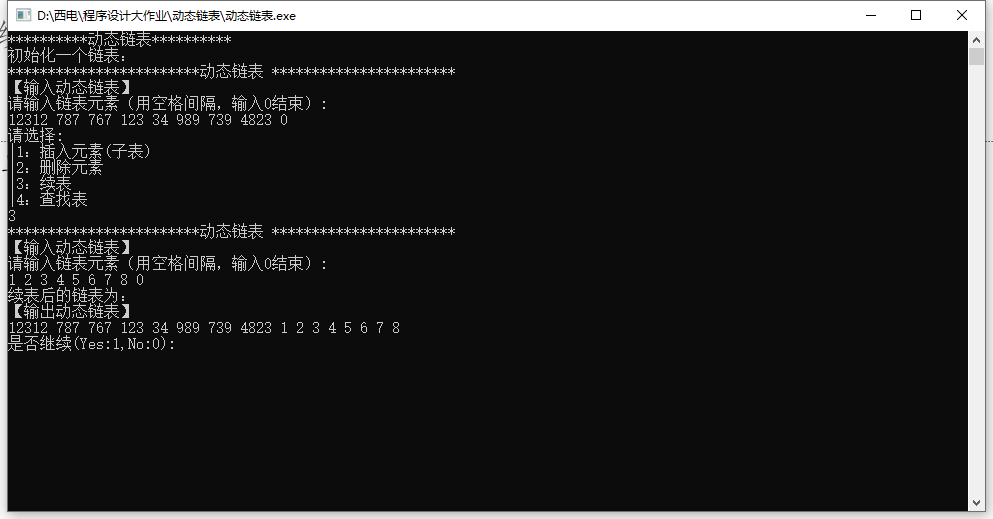 D:\西电\程序设计大作业\动态链表\动态链表.exe
**********动态链表**********
初始化一个链表:
************************动态链表 ***********************
【输入动态链表】
请输入链表元素（用空格间隔，输入0结束）:
12312 787 767 123 34 989 739 4823 0
请选择:
|1: 插入元素(子表)
|2: 删除元素
|3: 续表
|4: 查找表
3
************************动态链表 ***********************
【输入动态链表】
请输入链表元素（用空格间隔，输入0结束）:
1 2 3 4 5 6 7 8 0
续表后的链表为:
【输出动态链表】
12312 787 767 123 34 989 739 4823 1 2 3 4 5 6 7 8
是否继续(Yes:1,No:0):